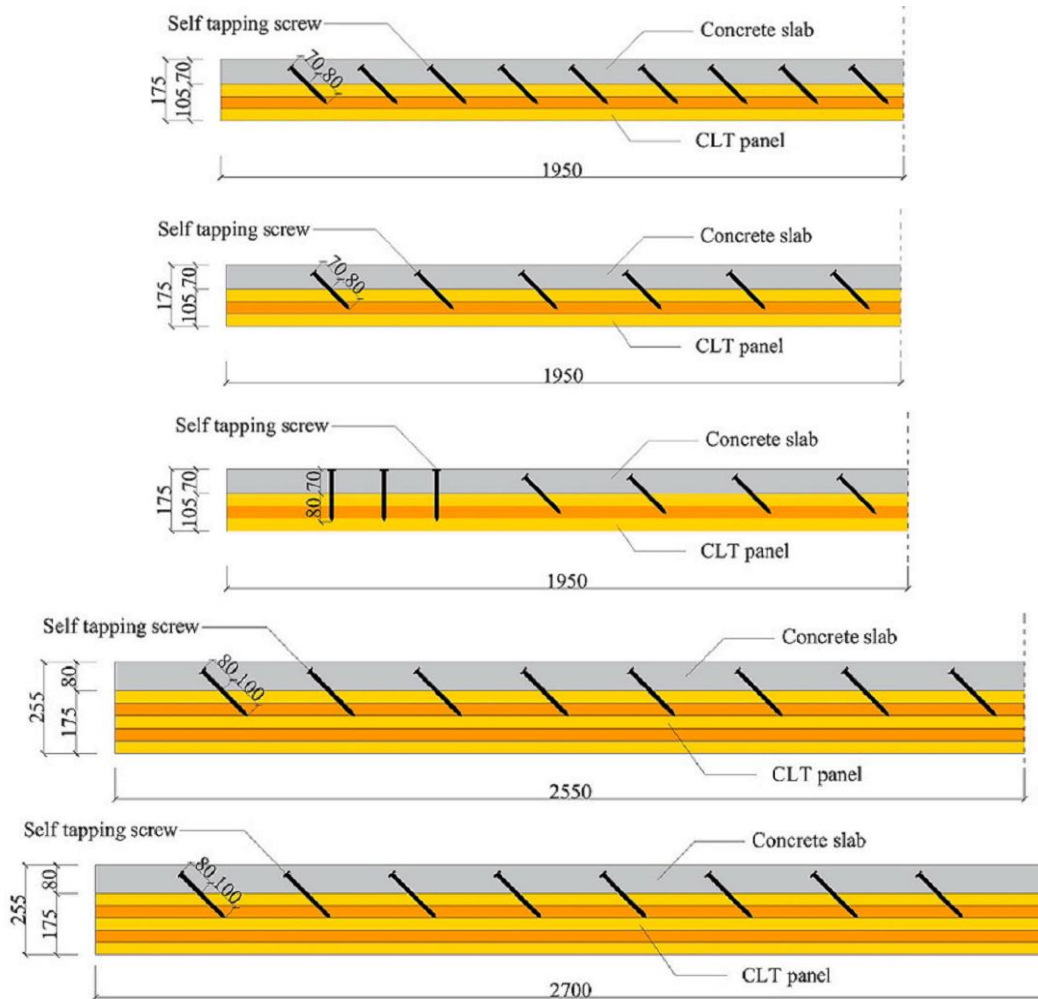 Self tapping screw
Concrete slab
70 80
175
105 70
CLT panel
1950
Self tapping screw
Concrete slab
70 80
175
105 70
CLT panel
1950
Self tapping screw
Concrete slab
80 70
175
105 70
CLT panel
1950
Self tapping screw
Concrete slab
80 100
255
175 80
CLT panel
2550
Self tapping screw
Concrete slab
80 100
255
175 80
CLT panel
2700